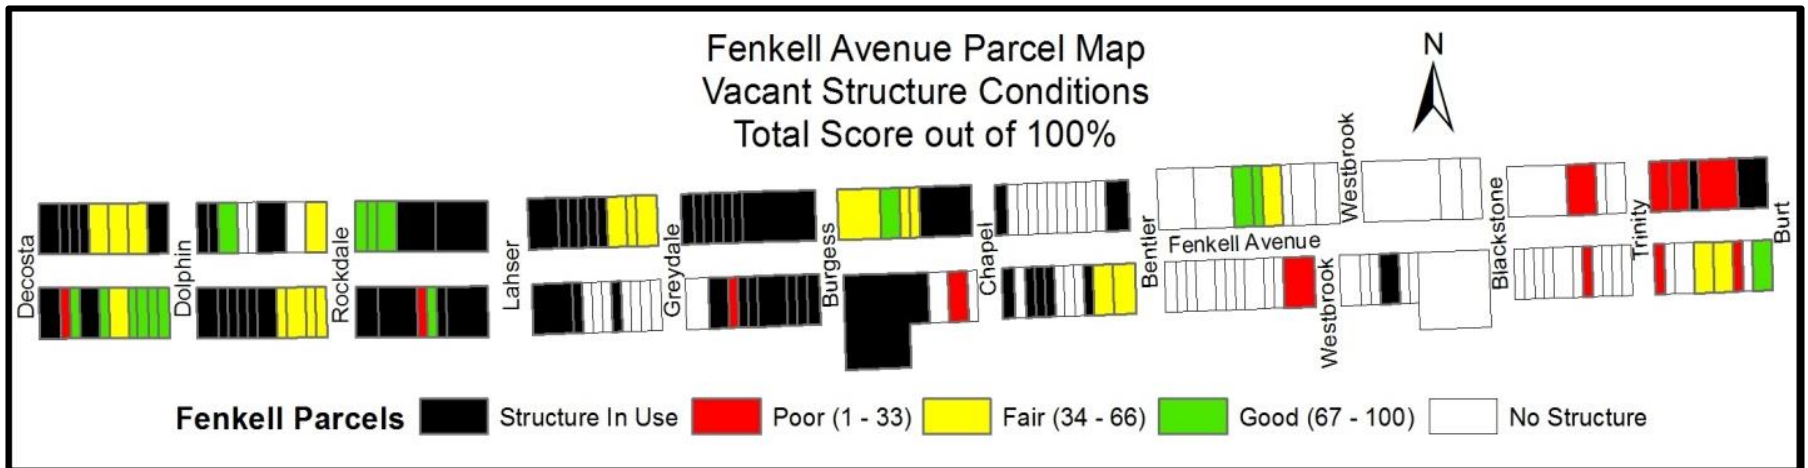 Fenkell Avenue Parcel Map
Vacant Structure Conditions
Total Score out of 100%
N
Decosta
Dolphin
Rockdale
Lahser
Greydale
Burgess
Chapel
Bentler
Fenkell Avenue
Westbrook
Westbrook
Blackstone
Trinity
Burt
Fenkell Parcels
Structure In Use
Poor (1 - 33)
Fair (34 - 66)
Good (67 - 100)
No Structure